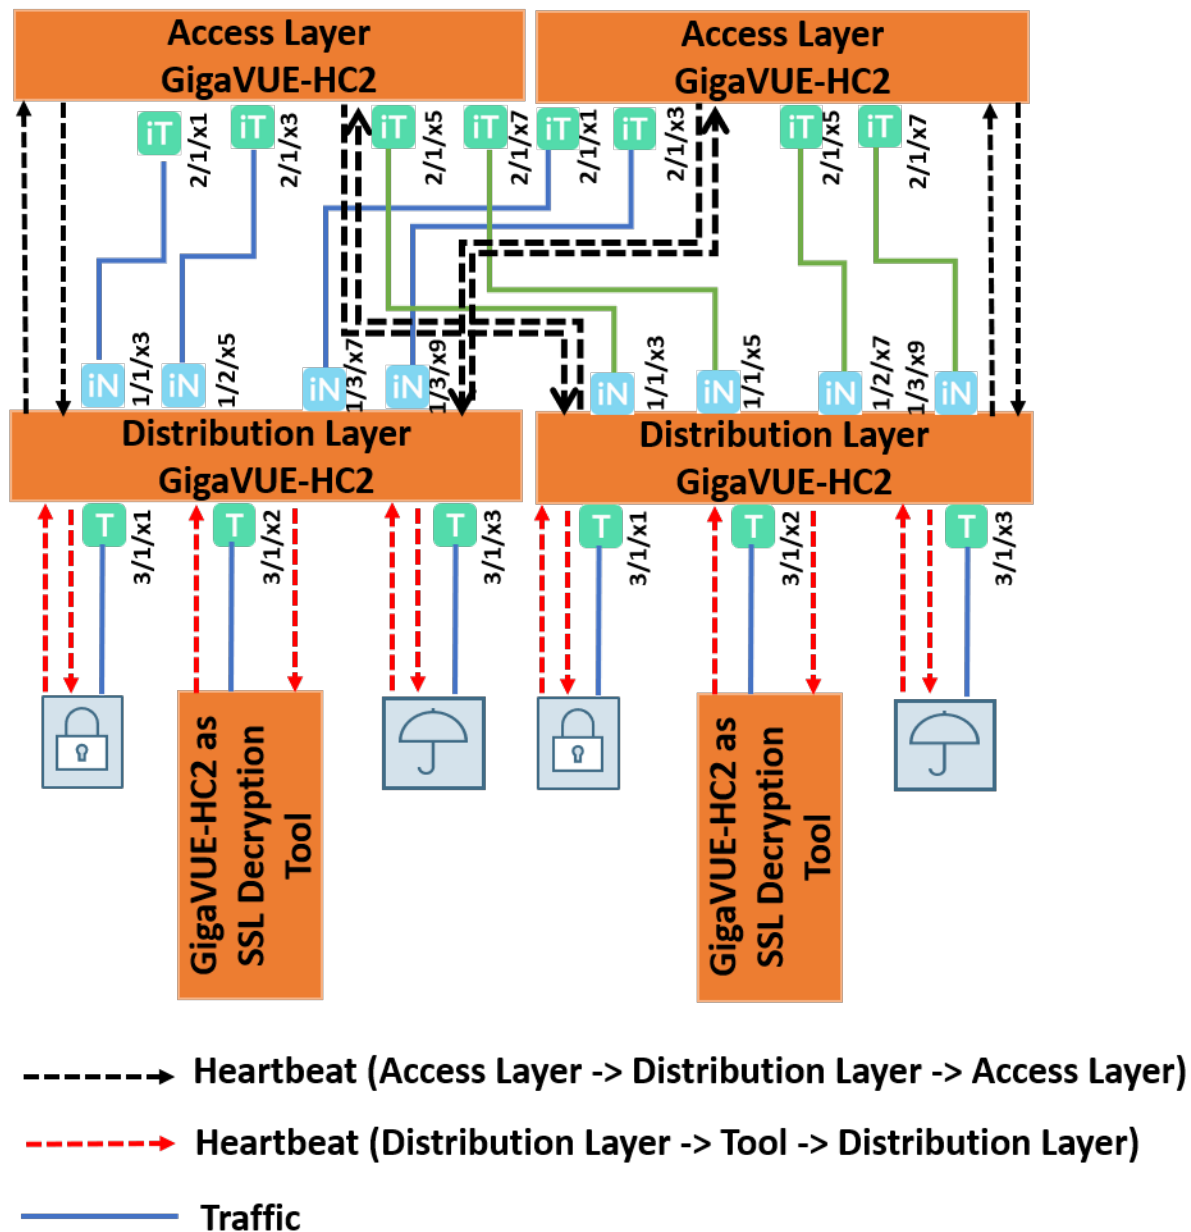 Access Layer
GigaVUE-HC2
Access Layer
GigaVUE-HC2
iT
2/1/x1
iT
2/1/x3
iT
2/1/x5
iT
2/1/x7
iT
2/1/x1
iT
2/1/x3
iT
2/1/x5
iT
2/1/x7
iN
1/1/x3
iN
1/2/x5
iN
1/3/x7
iN
1/3/x9
iN
1/1/x3
iN
1/1/x5
iN
1/2/x7
1/3/x9
iN
Distribution Layer
GigaVUE-HC2
Distribution Layer
GigaVUE-HC2
T
3/1/x1
T
3/1/x2
T
3/1/x3
T
3/1/x1
T
3/1/x2
T
3/1/x3
GigaVUE-HC2 as
SSL Decryption
Tool
GigaVUE-HC2 as
SSL Decryption
Tool
Heartbeat (Access Layer -> Distribution Layer -> Access Layer)
Heartbeat (Distribution Layer -> Tool -> Distribution Layer)
Traffic